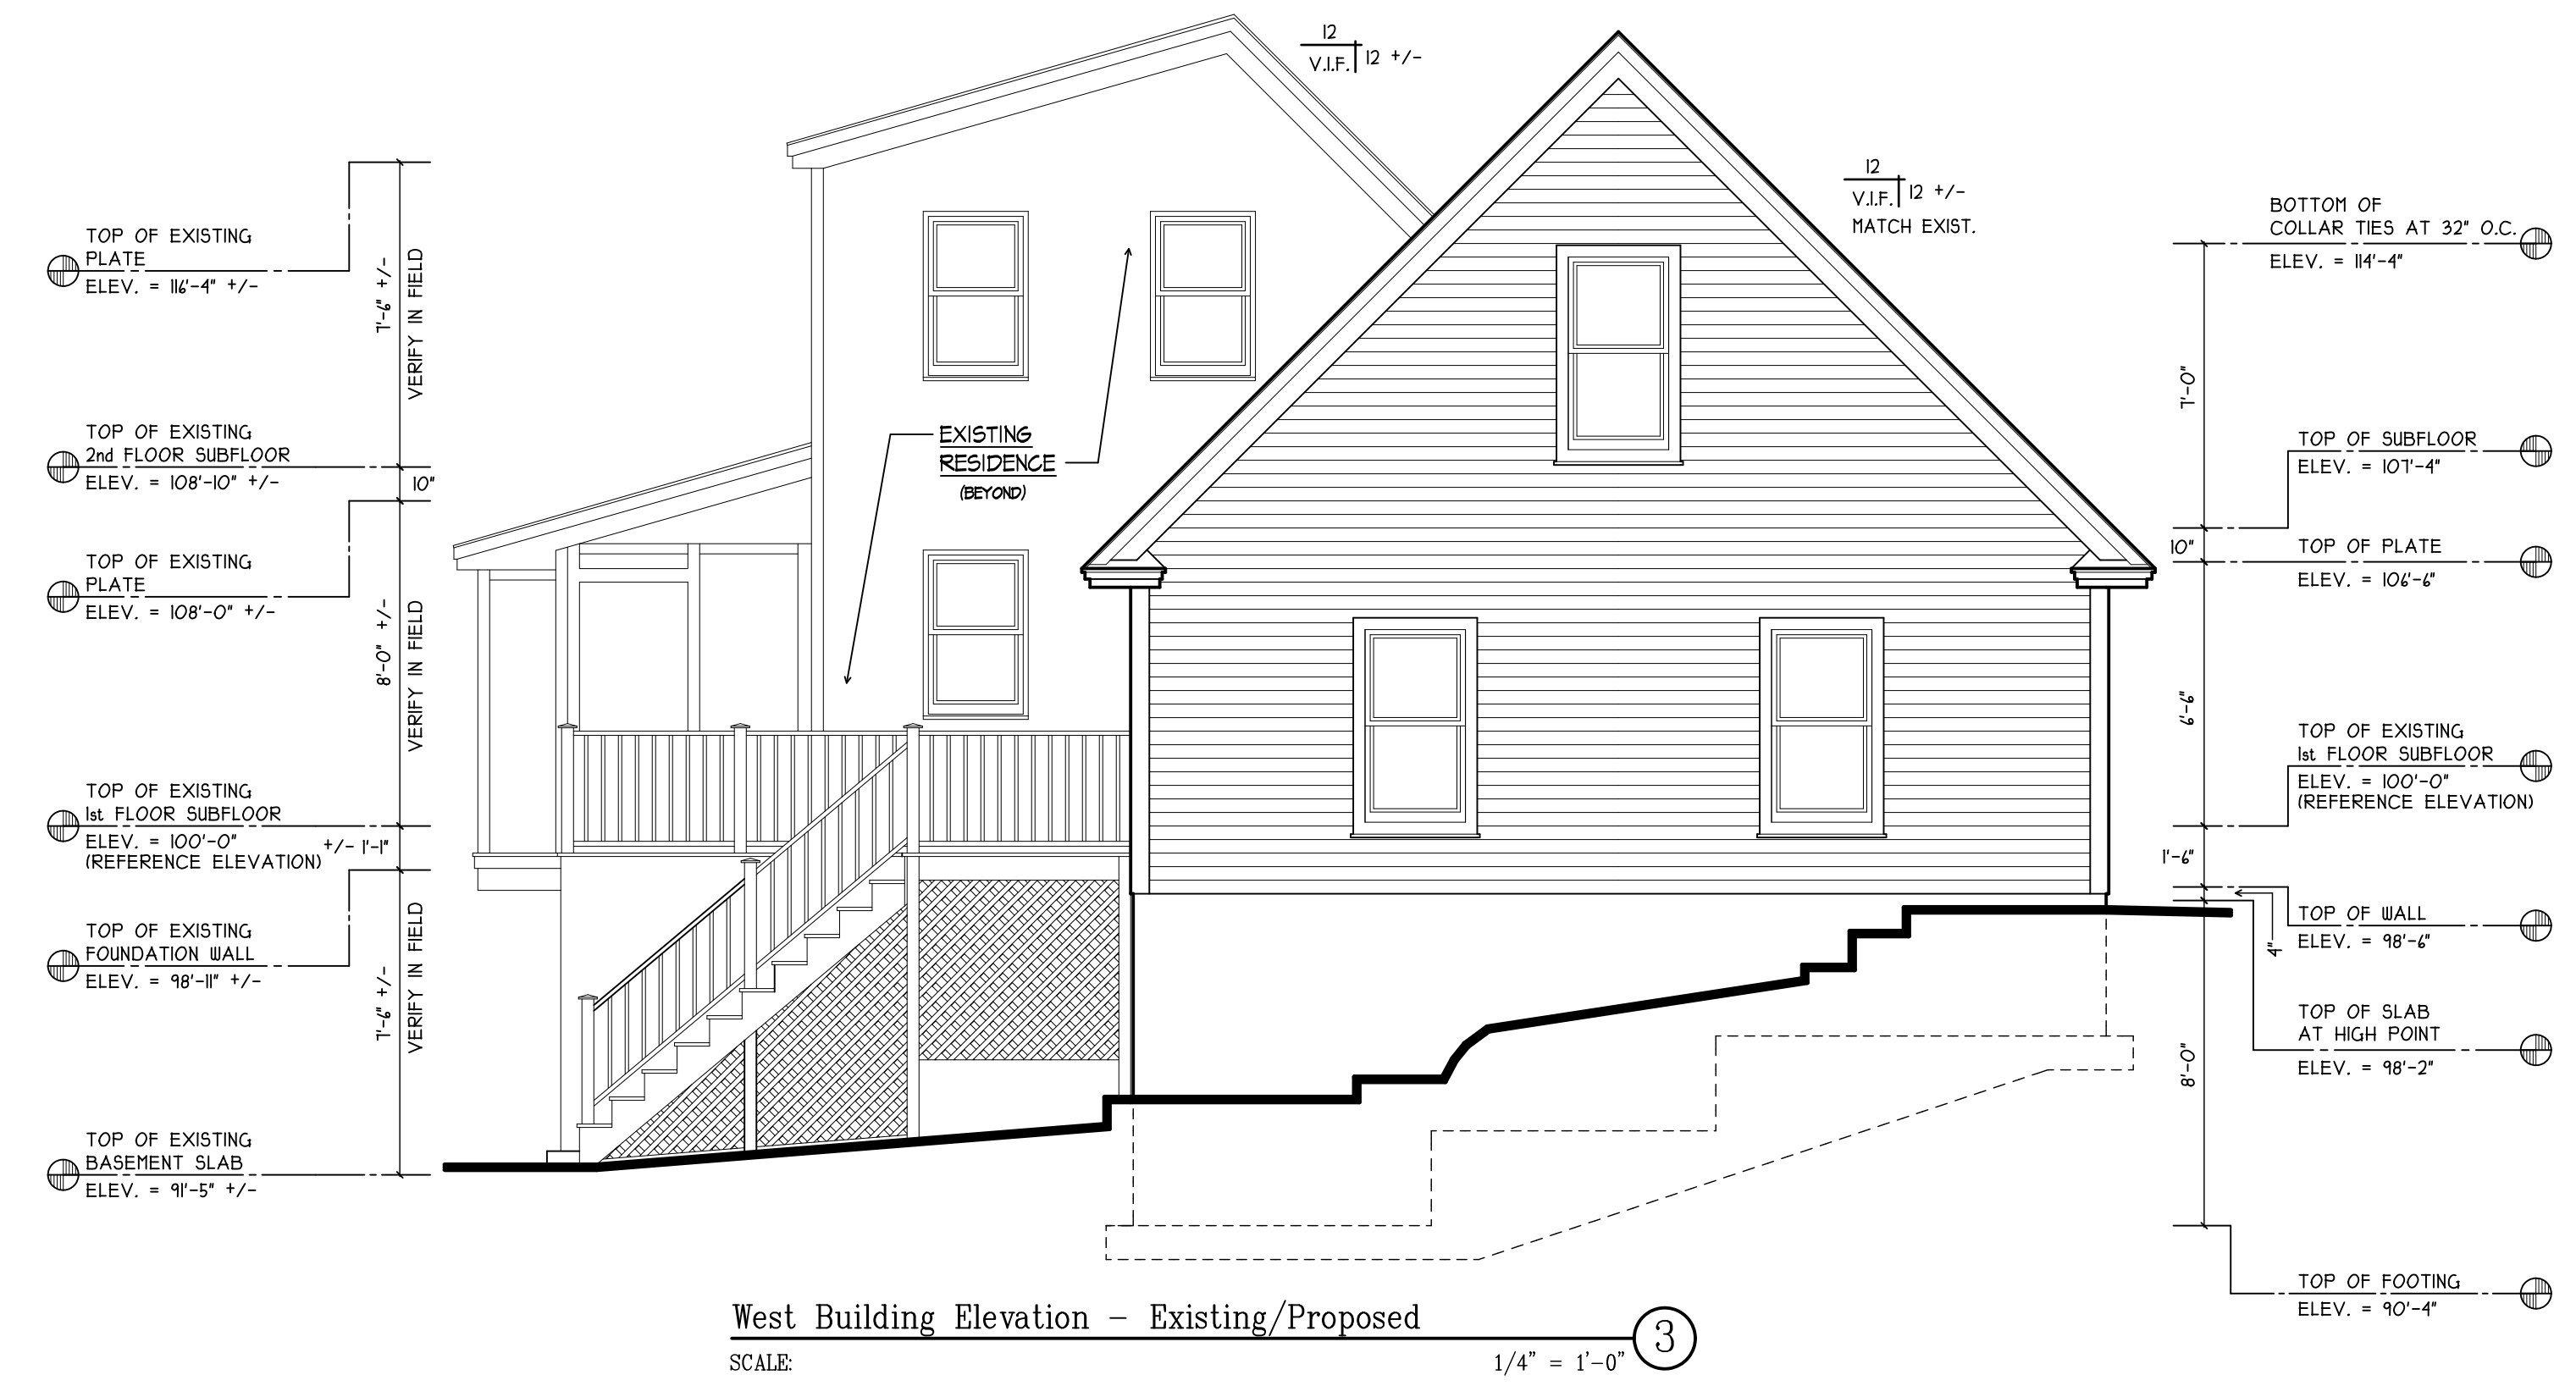 12
V.I.F. 12 +/-
12
V.I.F. 12 +/-
MATCH EXIST.
TOP OF EXISTING
PLATE
ELEV. = 116'-4" +/-
7'-6" +/-
VERIFY IN FIELD
TOP OF EXISTING
2nd FLOOR SUBFLOOR
ELEV. = 108'-10" +/-
10"
TOP OF EXISTING
PLATE
ELEV. = 108'-0" +/-
8'-0" +/-
VERIFY IN FIELD
TOP OF EXISTING
1st FLOOR SUBFLOOR
ELEV. = 100'-0"
(REFERENCE ELEVATION)
+/- 1'-1"
TOP OF EXISTING
FOUNDATION WALL
ELEV. = 98'-11" +/-
7'-6" +/-
VERIFY IN FIELD
TOP OF EXISTING
BASEMENT SLAB
ELEV. = 91'-5" +/-
EXISTING
RESIDENCE
(BEYOND)
BOTTOM OF
COLLAR TIES AT 32" O.C.
ELEV. = 114'-4"
7'-0"
TOP OF SUBFLOOR
ELEV. = 107'-4"
10"
TOP OF PLATE
ELEV. = 106'-6"
6'-6"
TOP OF EXISTING
1st FLOOR SUBFLOOR
ELEV. = 100'-0"
(REFERENCE ELEVATION)
1'-6"
TOP OF WALL
ELEV. = 98'-6"
4"
TOP OF SLAB
AT HIGH POINT
ELEV. = 98'-2"
8'-0"
TOP OF FOOTING
ELEV. = 90'-4"
West Building Elevation - Existing/Proposed
3
SCALE: 1/4" = 1'-0"